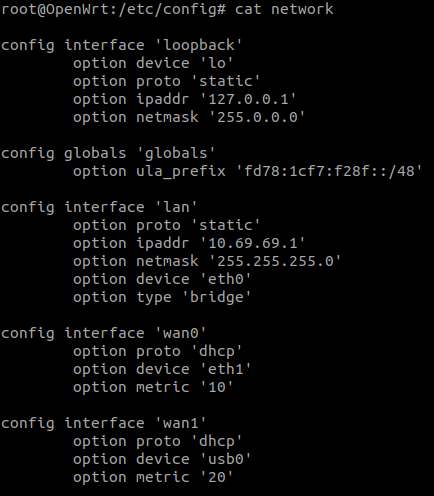 root@OpenWrt:/etc/config# cat network
config interface 'loopback'
option device 'lo'
option proto 'static'
option ipaddr '127.0.0.1'
option netmask '255.0.0.0'
config globals 'globals'
option ula_prefix 'fd78:1cf7:f28f::/48'
config interface 'lan'
option proto 'static'
option ipaddr '10.69.69.1'
option netmask '255.255.255.0'
option device 'eth0'
option type 'bridge'
config interface 'wan0'
option proto 'dhcp'
option device 'eth1'
option metric '10'
config interface 'wan1'
option proto 'dhcp'
option device 'usb0'
option metric '20'